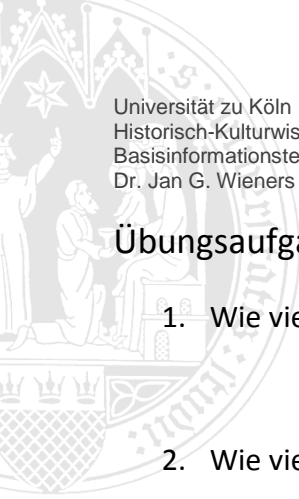 Universität zu Köln
Historisch-Kulturwis
Basisinformationste
Dr. Jan G. Wieners
Übungsaufga
1. Wie vie
2. Wie vie